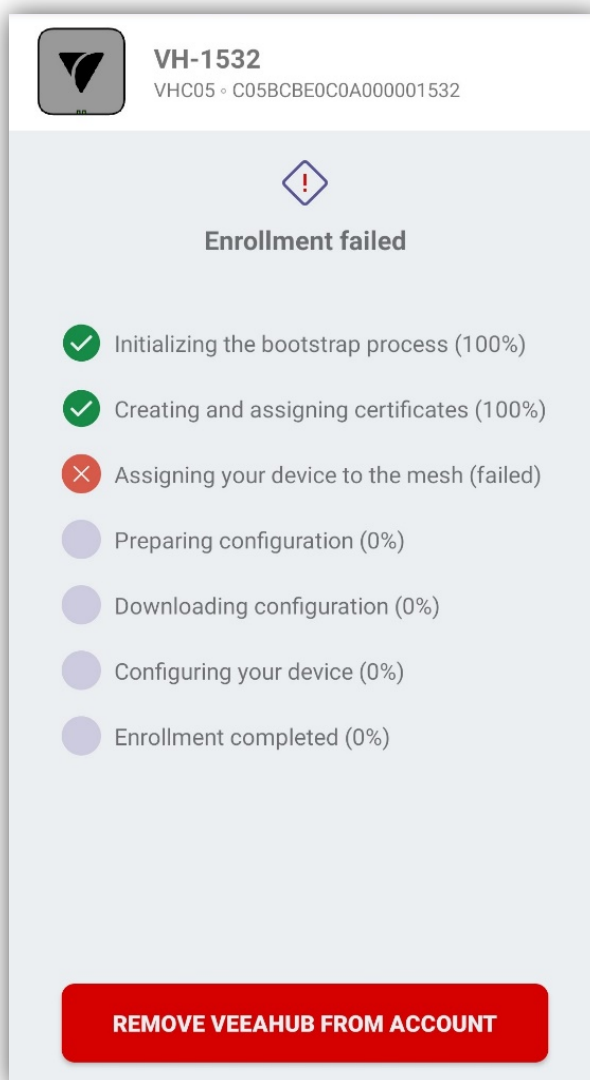 VH-1532
VHC05 ◦ C05BCBE0C0A000001532
!
Enrollment failed
Initializing the bootstrap process (100%)
Creating and assigning certificates (100%)
Assigning your device to the mesh (failed)
Preparing configuration (0%)
Downloading configuration (0%)
Configuring your device (0%)
Enrollment completed (0%)
REMOVE VEEAHUB FROM ACCOUNT